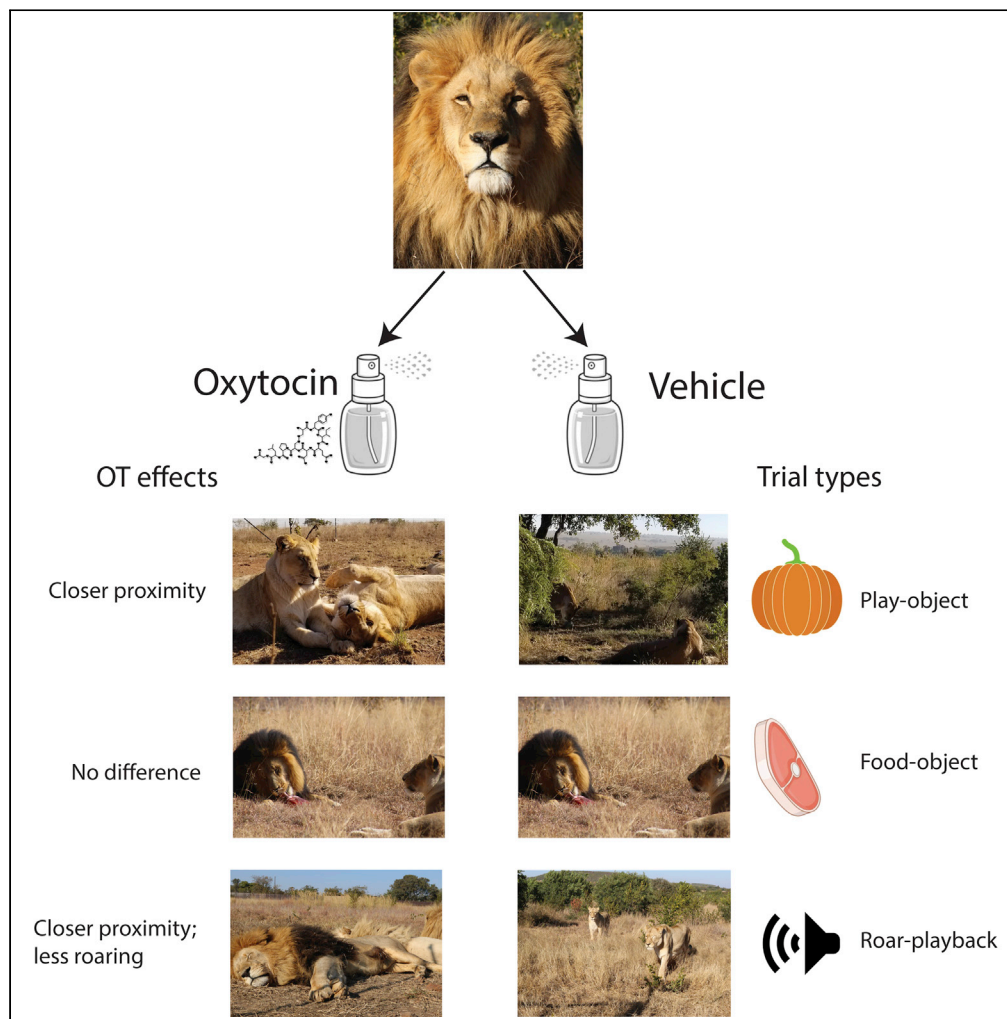 Oxytocin
Vehicle
OT effects
Trial types
Closer proximity
Play-object
No difference
Food-object
Closer proximity;
less roaring
Roar-playback